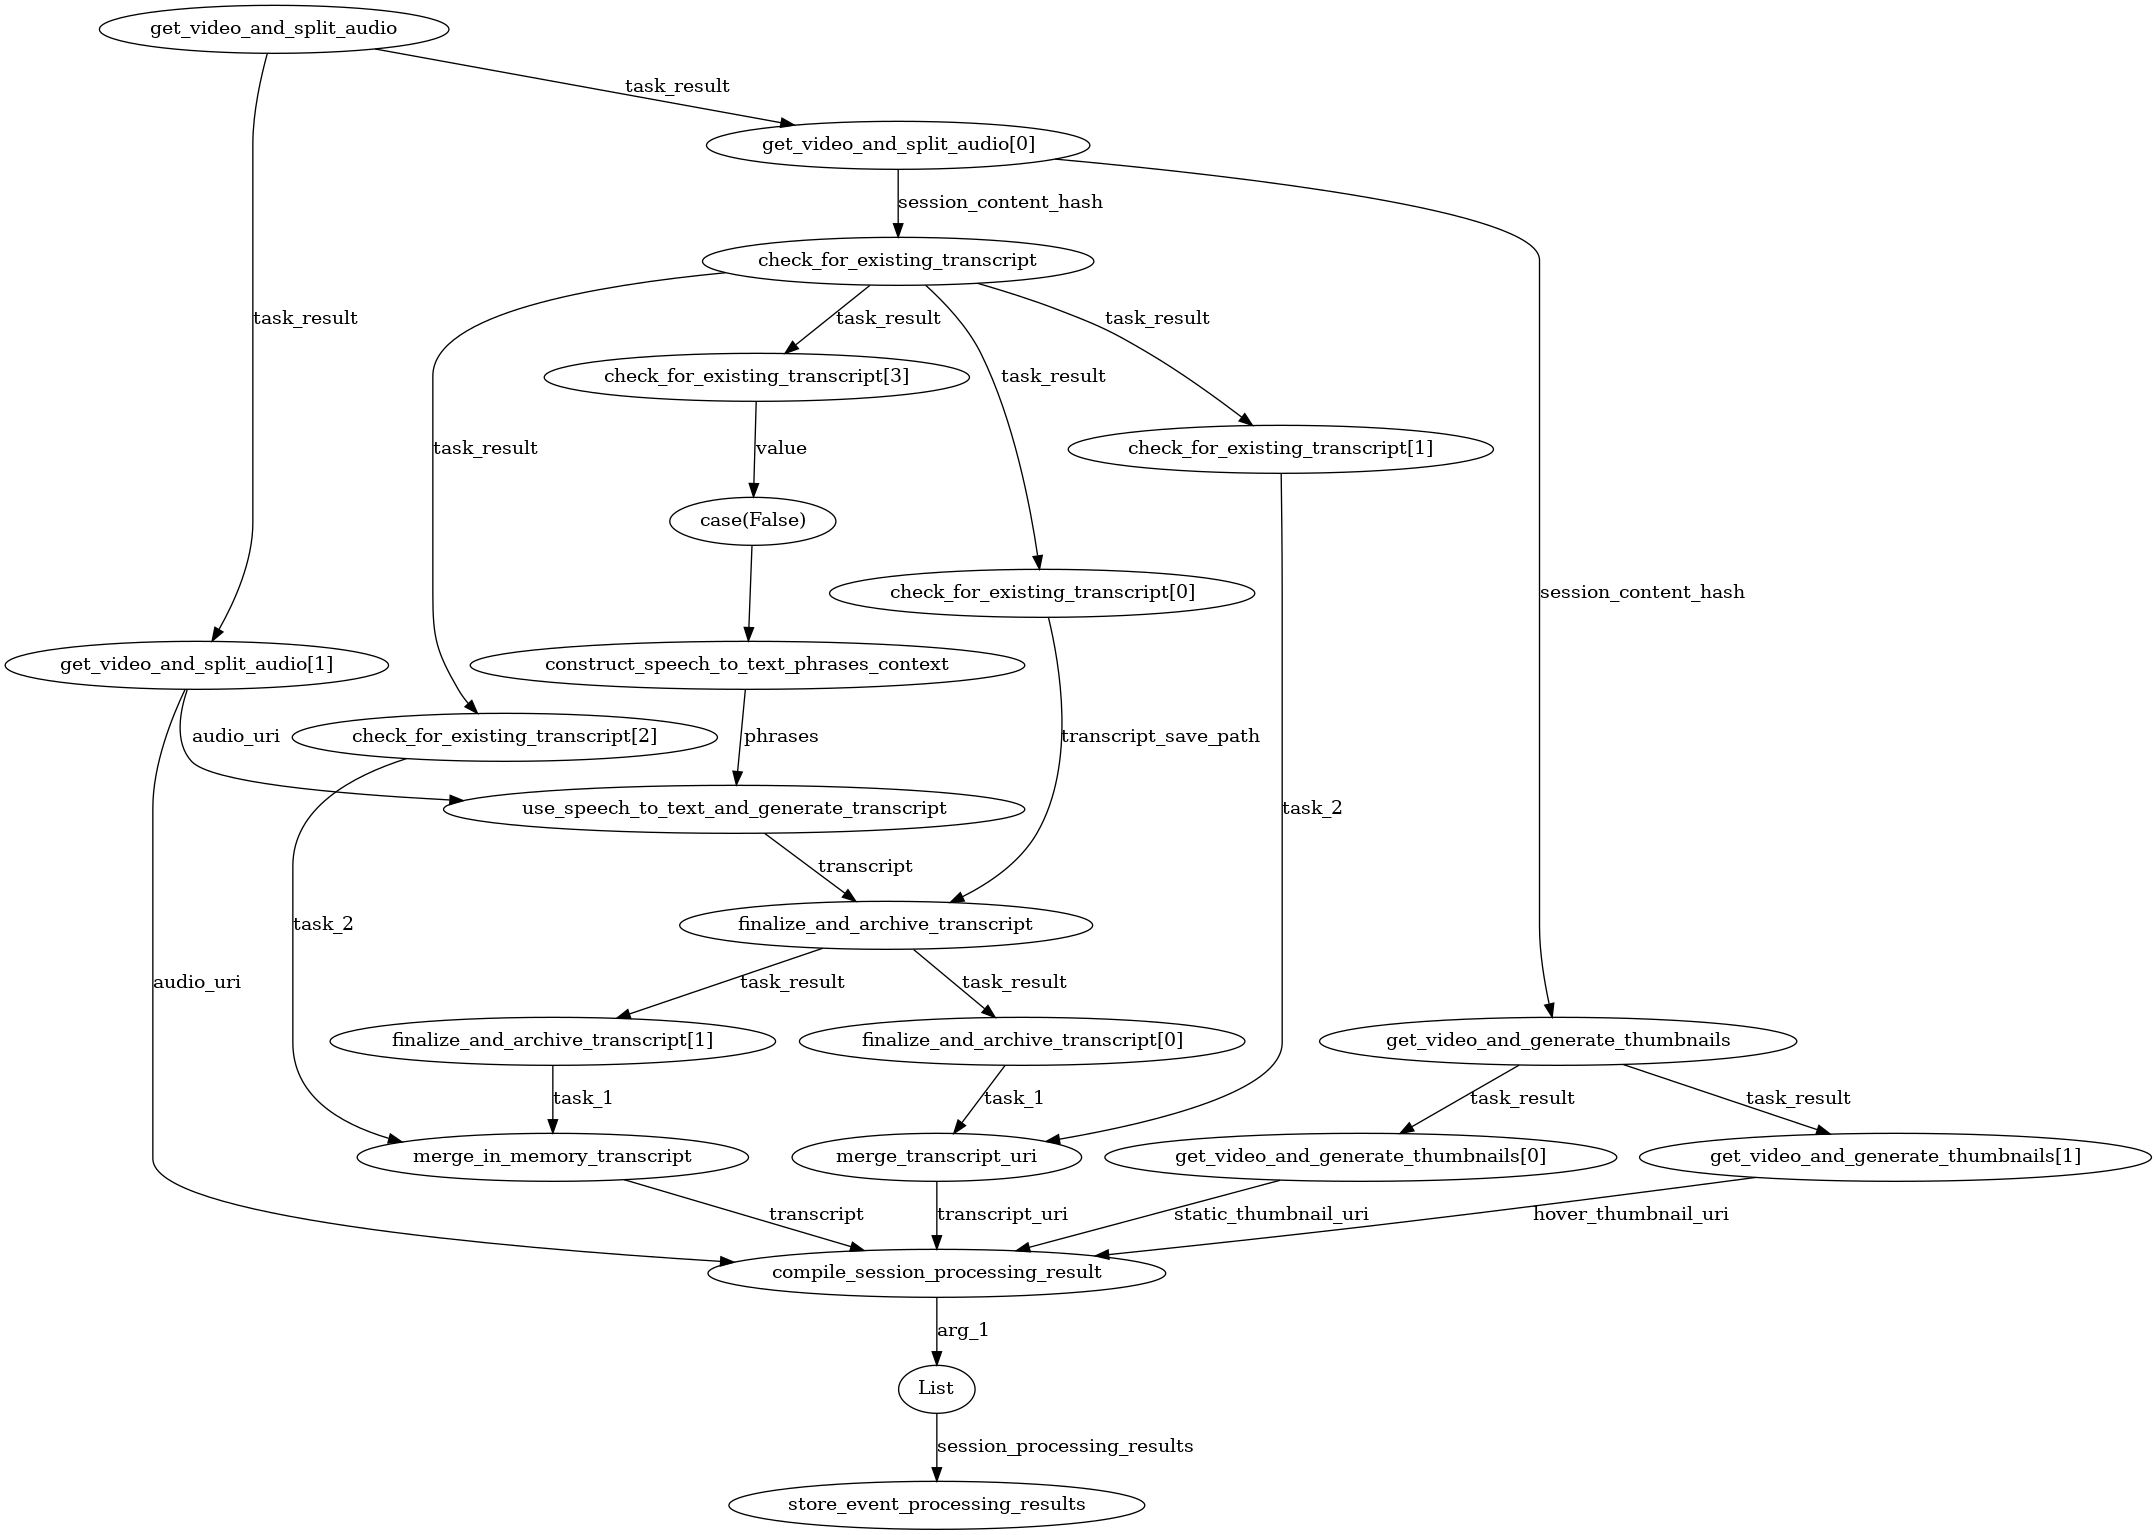 get_video_and_split_audio
task_result
get_video_and_split_audio[0]
session_content_hash
check_for_existing_transcript
task_result
task_result
task_result
task_result
check_for_existing_transcript[3]
task_result
check_for_existing_transcript[1]
value
case(False)
check_for_existing_transcript[0]
session_content_hash
get_video_and_split_audio[1]
construct_speech_to_text_phrases_context
audio_uri
check_for_existing_transcript[2]
phrases
transcript_save_path
use_speech_to_text_and_generate_transcript
task_2
transcript
task_2
finalize_and_archive_transcript
audio_uri
task_result
task_result
finalize_and_archive_transcript[1]
finalize_and_archive_transcript[0]
get_video_and_generate_thumbnails
task_1
task_1
task_result
task_result
merge_in_memory_transcript
merge_transcript_uri
get_video_and_generate_thumbnails[0]
get_video_and_generate_thumbnails[1]
transcript
transcript_uri
static_thumbnail_uri
hover_thumbnail_uri
compile_session_processing_result
arg_1
List
session_processing_results
store_event_processing_results